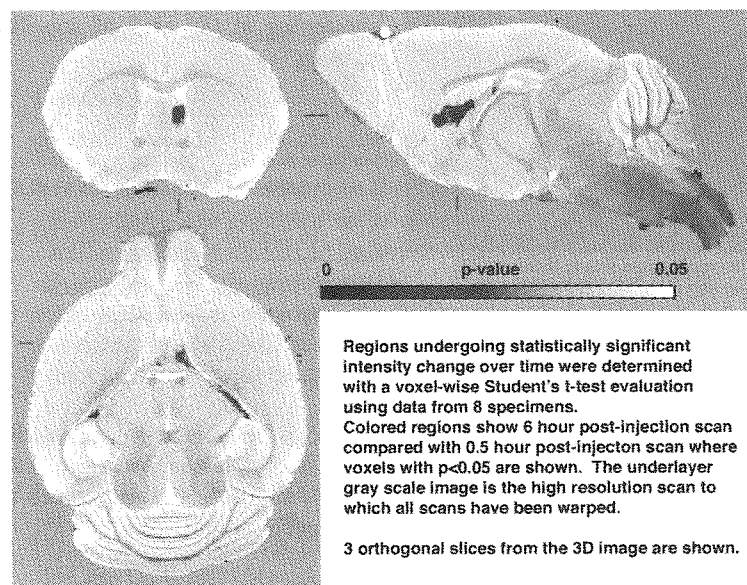 0 p-value 0.05
Regions undergoing statistically significant
intensity change over time were determined
with a voxel-wise Student's t-test evaluation
using data from 8 specimens.
Colored regions show 6 hour post-injection scan
compared with 0.5 hour post-injecton scan where
voxels with p<0.05 are shown. The underlayer
gray scale image is the high resolution scan to
which all scans have been warped.
3 orthogonal slices from the 3D image are shown.